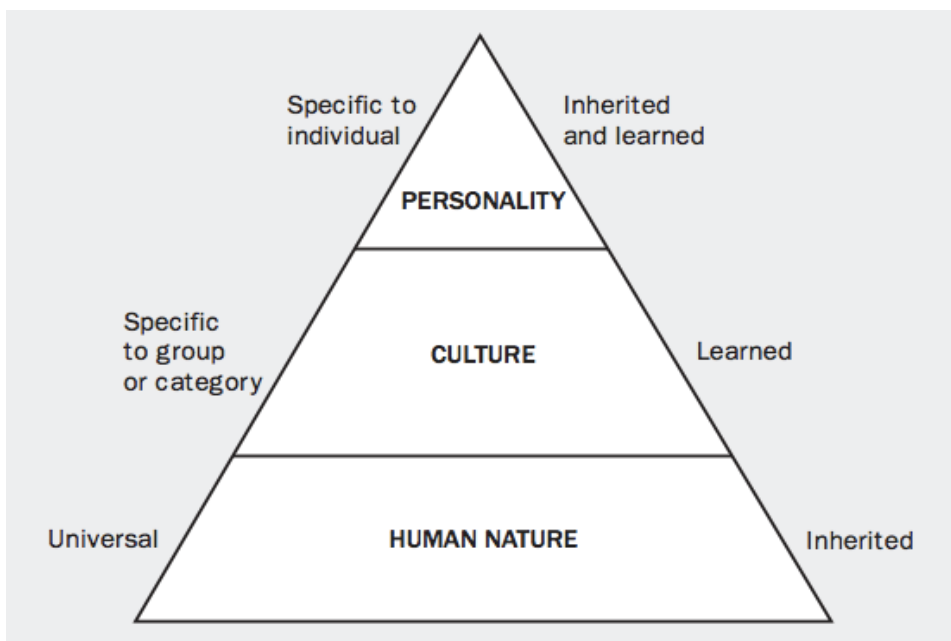 Specific to
individual
Inherited
and learned
PERSONALITY
Specific
to group
or category
CULTURE
Learned
Universal
HUMAN NATURE
Inherited